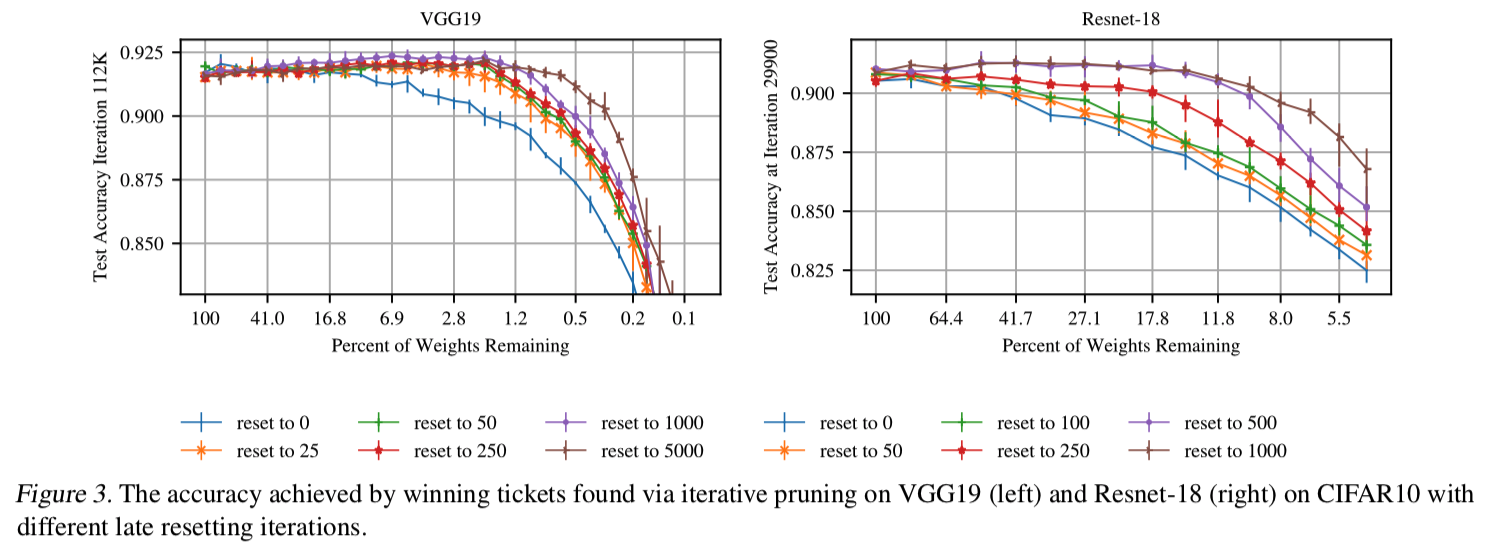 VGG19
Test Accuracy Iteration 112K
0.925
0.900
0.875
0.850
100 41.0 16.8 6.9 2.8 1.2 0.5 0.2 0.1
Percent of Weights Remaining
Resnet-18
Test Accuracy at Iteration 29900
0.900
0.875
0.850
0.825
100 64.4 41.7 27.1 17.8 11.8 8.0 5.5
Percent of Weights Remaining
reset to 0 reset to 50 reset to 1000
reset to 25 reset to 250 reset to 5000
reset to 0 reset to 100 reset to 500
reset to 50 reset to 250 reset to 1000
Figure 3. The accuracy achieved by winning tickets found via iterative pruning on VGG19 (left) and Resnet-18 (right) on CIFAR10 with
different late resetting iterations.